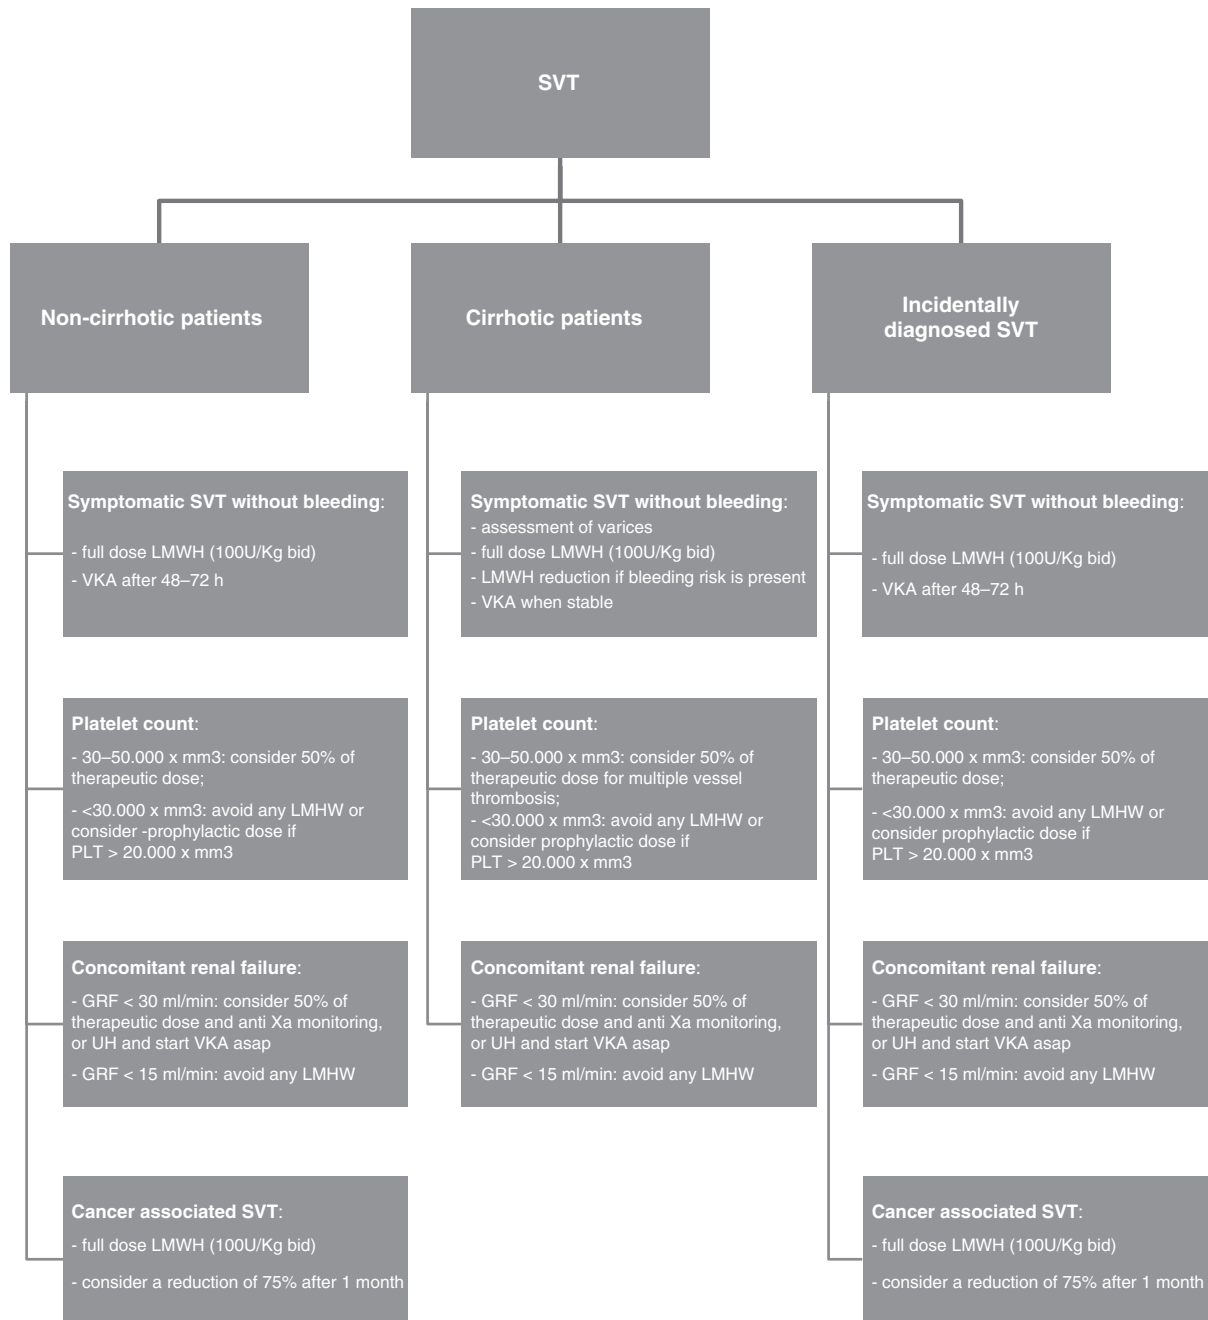 SVT
Non-cirrhotic patients
Symptomatic SVT without bleeding:
- full dose LMWH (100U/Kg bid)
- VKA after 48–72 h
Platelet count:
- 30–50.000 x mm3: consider 50% of
therapeutic dose;
- <30.000 x mm3: avoid any LMHW or
consider -prophylactic dose if
PLT > 20.000 x mm3
Concomitant renal failure:
- GRF < 30 ml/min: consider 50% of
therapeutic dose and anti Xa monitoring,
or UH and start VKA asap
- GRF < 15 ml/min: avoid any LMHW
Cancer associated SVT:
- full dose LMWH (100U/Kg bid)
- consider a reduction of 75% after 1 month
Cirrhotic patients
Symptomatic SVT without bleeding:
- assessment of varices
- full dose LMWH (100U/Kg bid)
- LMWH reduction if bleeding risk is present
- VKA when stable
Platelet count:
- 30–50.000 x mm3: consider 50% of
therapeutic dose for multiple vessel
thrombosis;
- <30.000 x mm3: avoid any LMHW or
consider prophylactic dose if
PLT > 20.000 x mm3
Concomitant renal failure:
- GRF < 30 ml/min: consider 50% of
therapeutic dose and anti Xa monitoring,
or UH and start VKA asap
- GRF < 15 ml/min: avoid any LMHW
Incidentally
diagnosed SVT
Symptomatic SVT without bleeding:
- full dose LMWH (100U/Kg bid)
- VKA after 48–72 h
Platelet count:
- 30–50.000 x mm3: consider 50% of
therapeutic dose;
- <30.000 x mm3: avoid any LMHW or
consider prophylactic dose if
PLT > 20.000 x mm3
Concomitant renal failure:
- GRF < 30 ml/min: consider 50% of
therapeutic dose and anti Xa monitoring,
or UH and start VKA asap
- GRF < 15 ml/min: avoid any LMHW
Cancer associated SVT:
- full dose LMWH (100U/Kg bid)
- consider a reduction of 75% after 1 month